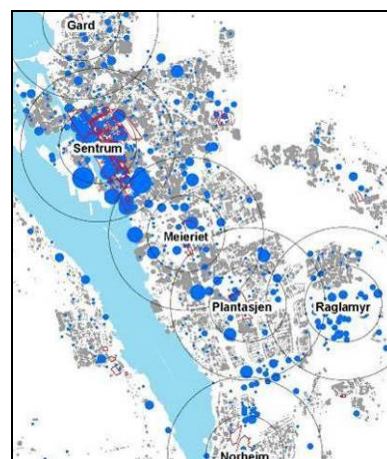 Gard
Sentrum
Meieriet
Plantasjen
Raglamyr
Norheim